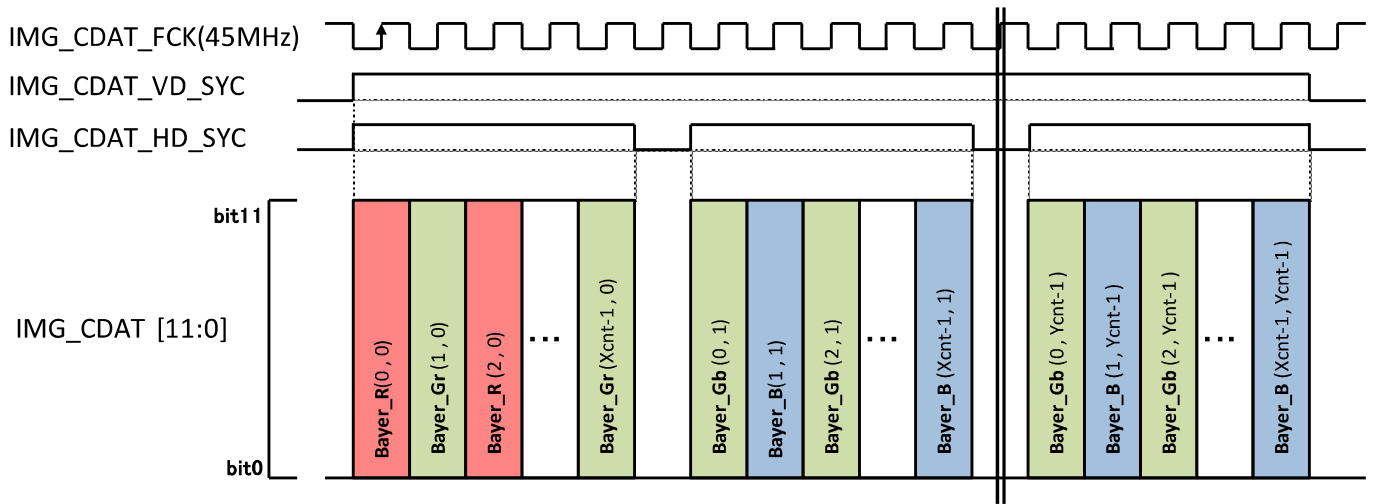 IMG_CDAT_FCK(45MHz)
IMG_CDAT_VD_SYC
IMG_CDAT_HD_SYC
bit11
IMG_CDAT [11:0]
bit0
Bayer_R(0 , 0)
Bayer_Gr (1 , 0)
Bayer_R (2 , 0)
...
Bayer_Gr (Xcnt-1 , 0)
Bayer_Gb (0 , 1)
Bayer_B(1 , 1)
Bayer_Gb (2 , 1)
...
Bayer_B (Xcnt-1 , 1)
Bayer_Gb (0 , Ycnt-1 )
Bayer_B (1 , Ycnt-1 )
Bayer_Gb (2 , Ycnt-1 )
...
Bayer_B (Xcnt-1 , Ycnt-1 )